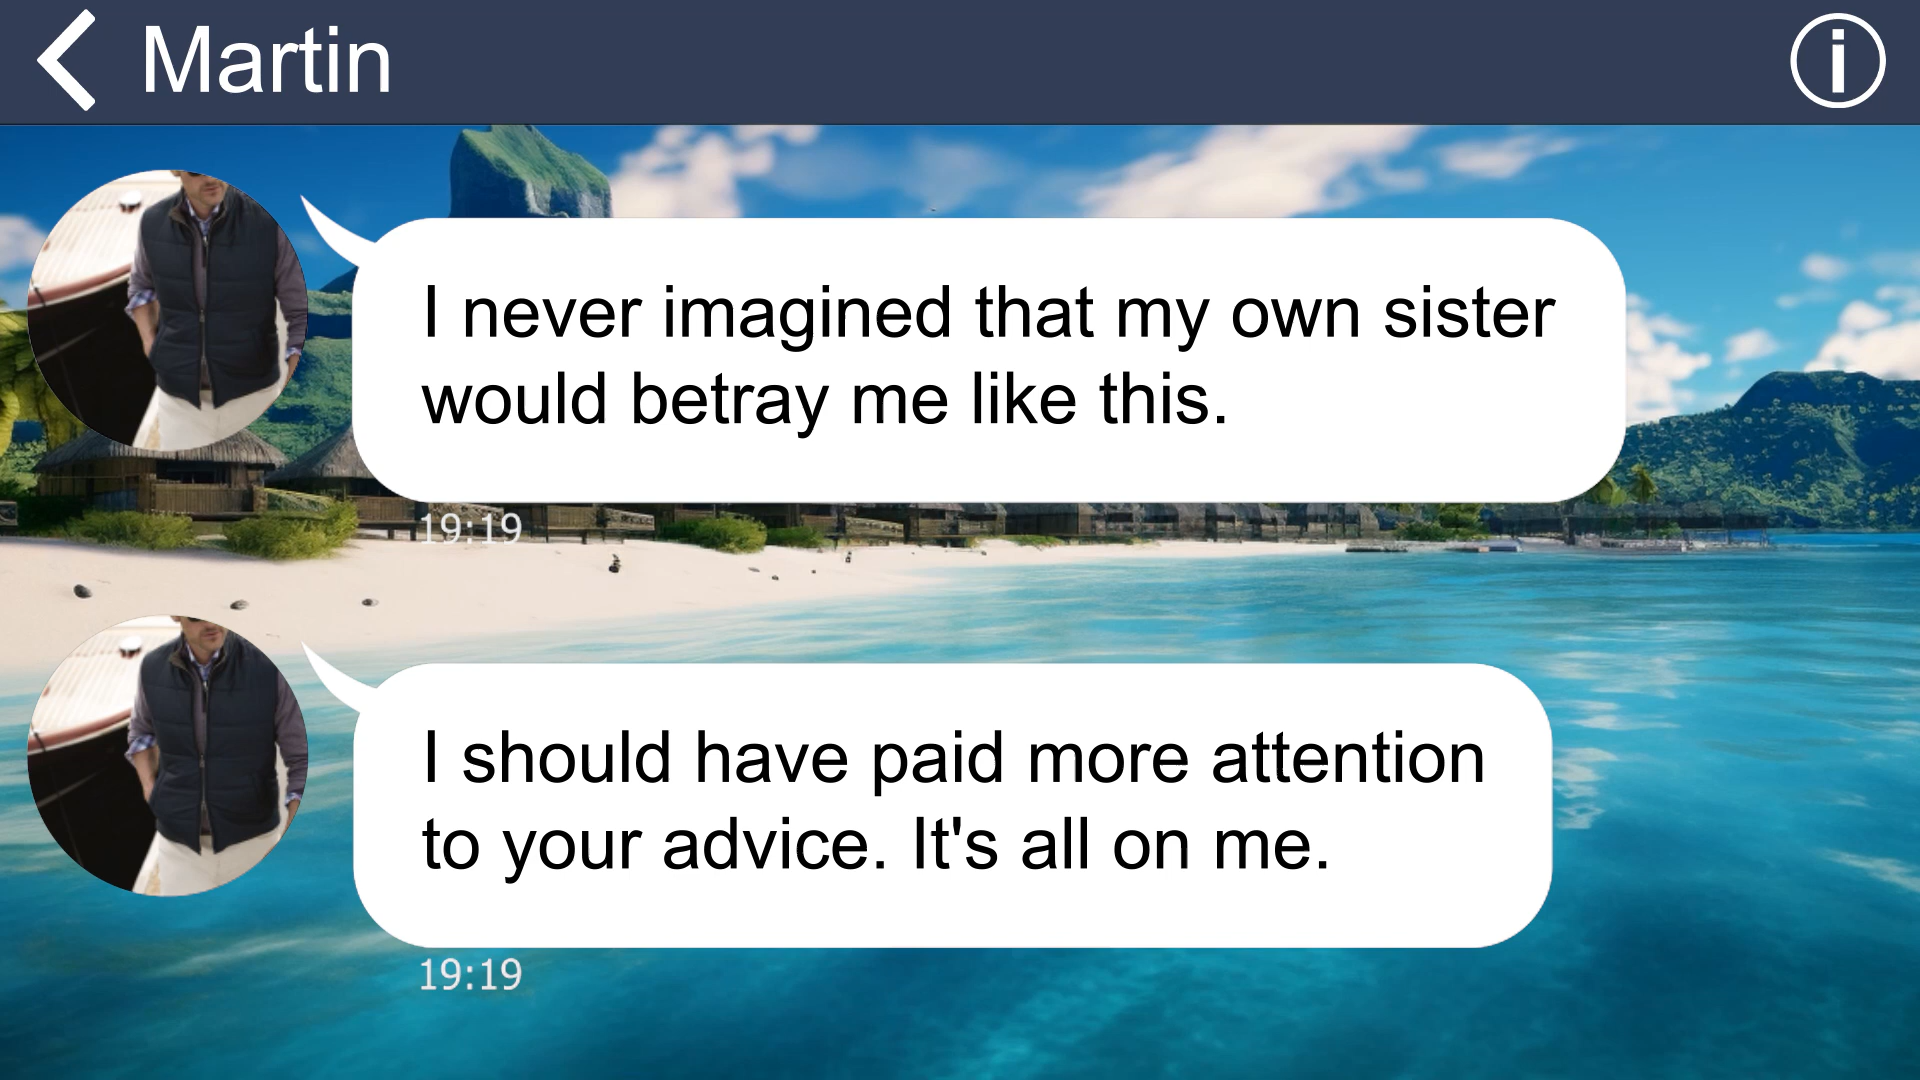 Martin
I never imagined that my own sister
would betray me like this.
19:19
I should have paid more attention
to your advice. It's all on me.
19:19